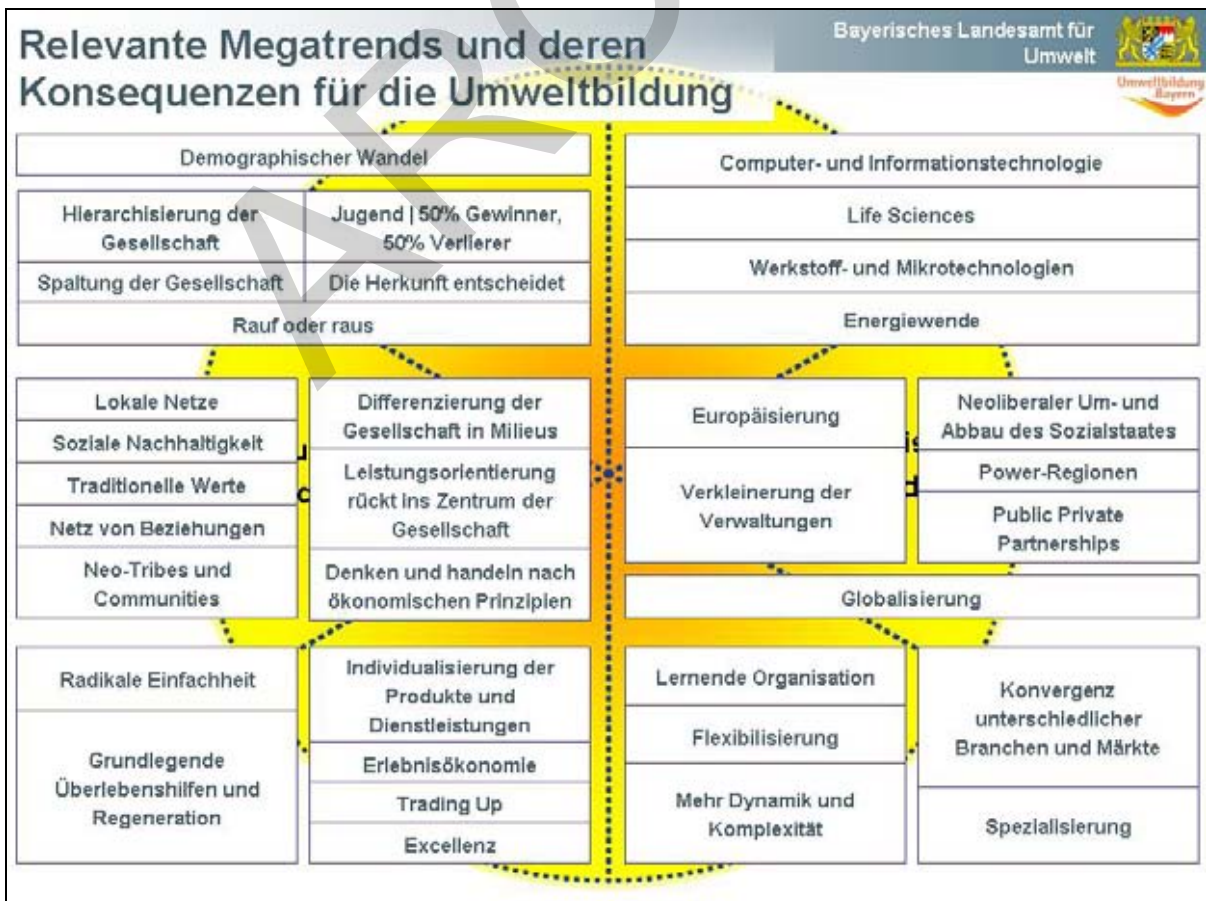 Relevante Megatrends und deren
Konsequenzen für die Umweltbildung
Bayerisches Landesamt für
Umwelt
Umweltbildung
Bayern
Demographischer Wandel
Hierarchisierung der
Gesellschaft
Jugend | 50% Gewinner,
50% Verlierer
Spaltung der Gesellschaft
Die Herkunft entscheidet
Rauf oder raus
Computer- und Informationstechnologie
Life Sciences
Werkstoff- und Mikrotechnologien
Energiewende
Lokale Netze
Soziale Nachhaltigkeit
Traditionelle Werte
Netz von Beziehungen
Neo-Tribes und
Communities
Differenzierung der
Gesellschaft in Milieus
Leistungsorientierung
rückt ins Zentrum der
Gesellschaft
Denken und handeln nach
ökonomischen Prinzipien
Europäisierung
Verkleinerung der
Verwaltungen
Neoliberaler Um- und
Abbau des Sozialstaates
Power-Regionen
Public Private
Partnerships
Globalisierung
Radikale Einfachheit
Grundlegende
Überlebenshilfen und
Regeneration
Individualisierung der
Produkte und
Dienstleistungen
Erlebnisökonomie
Trading Up
Excellenz
Lernende Organisation
Flexibilisierung
Mehr Dynamik und
Komplexität
Konvergenz
unterschiedlicher
Branchen und Märkte
Spezialisierung